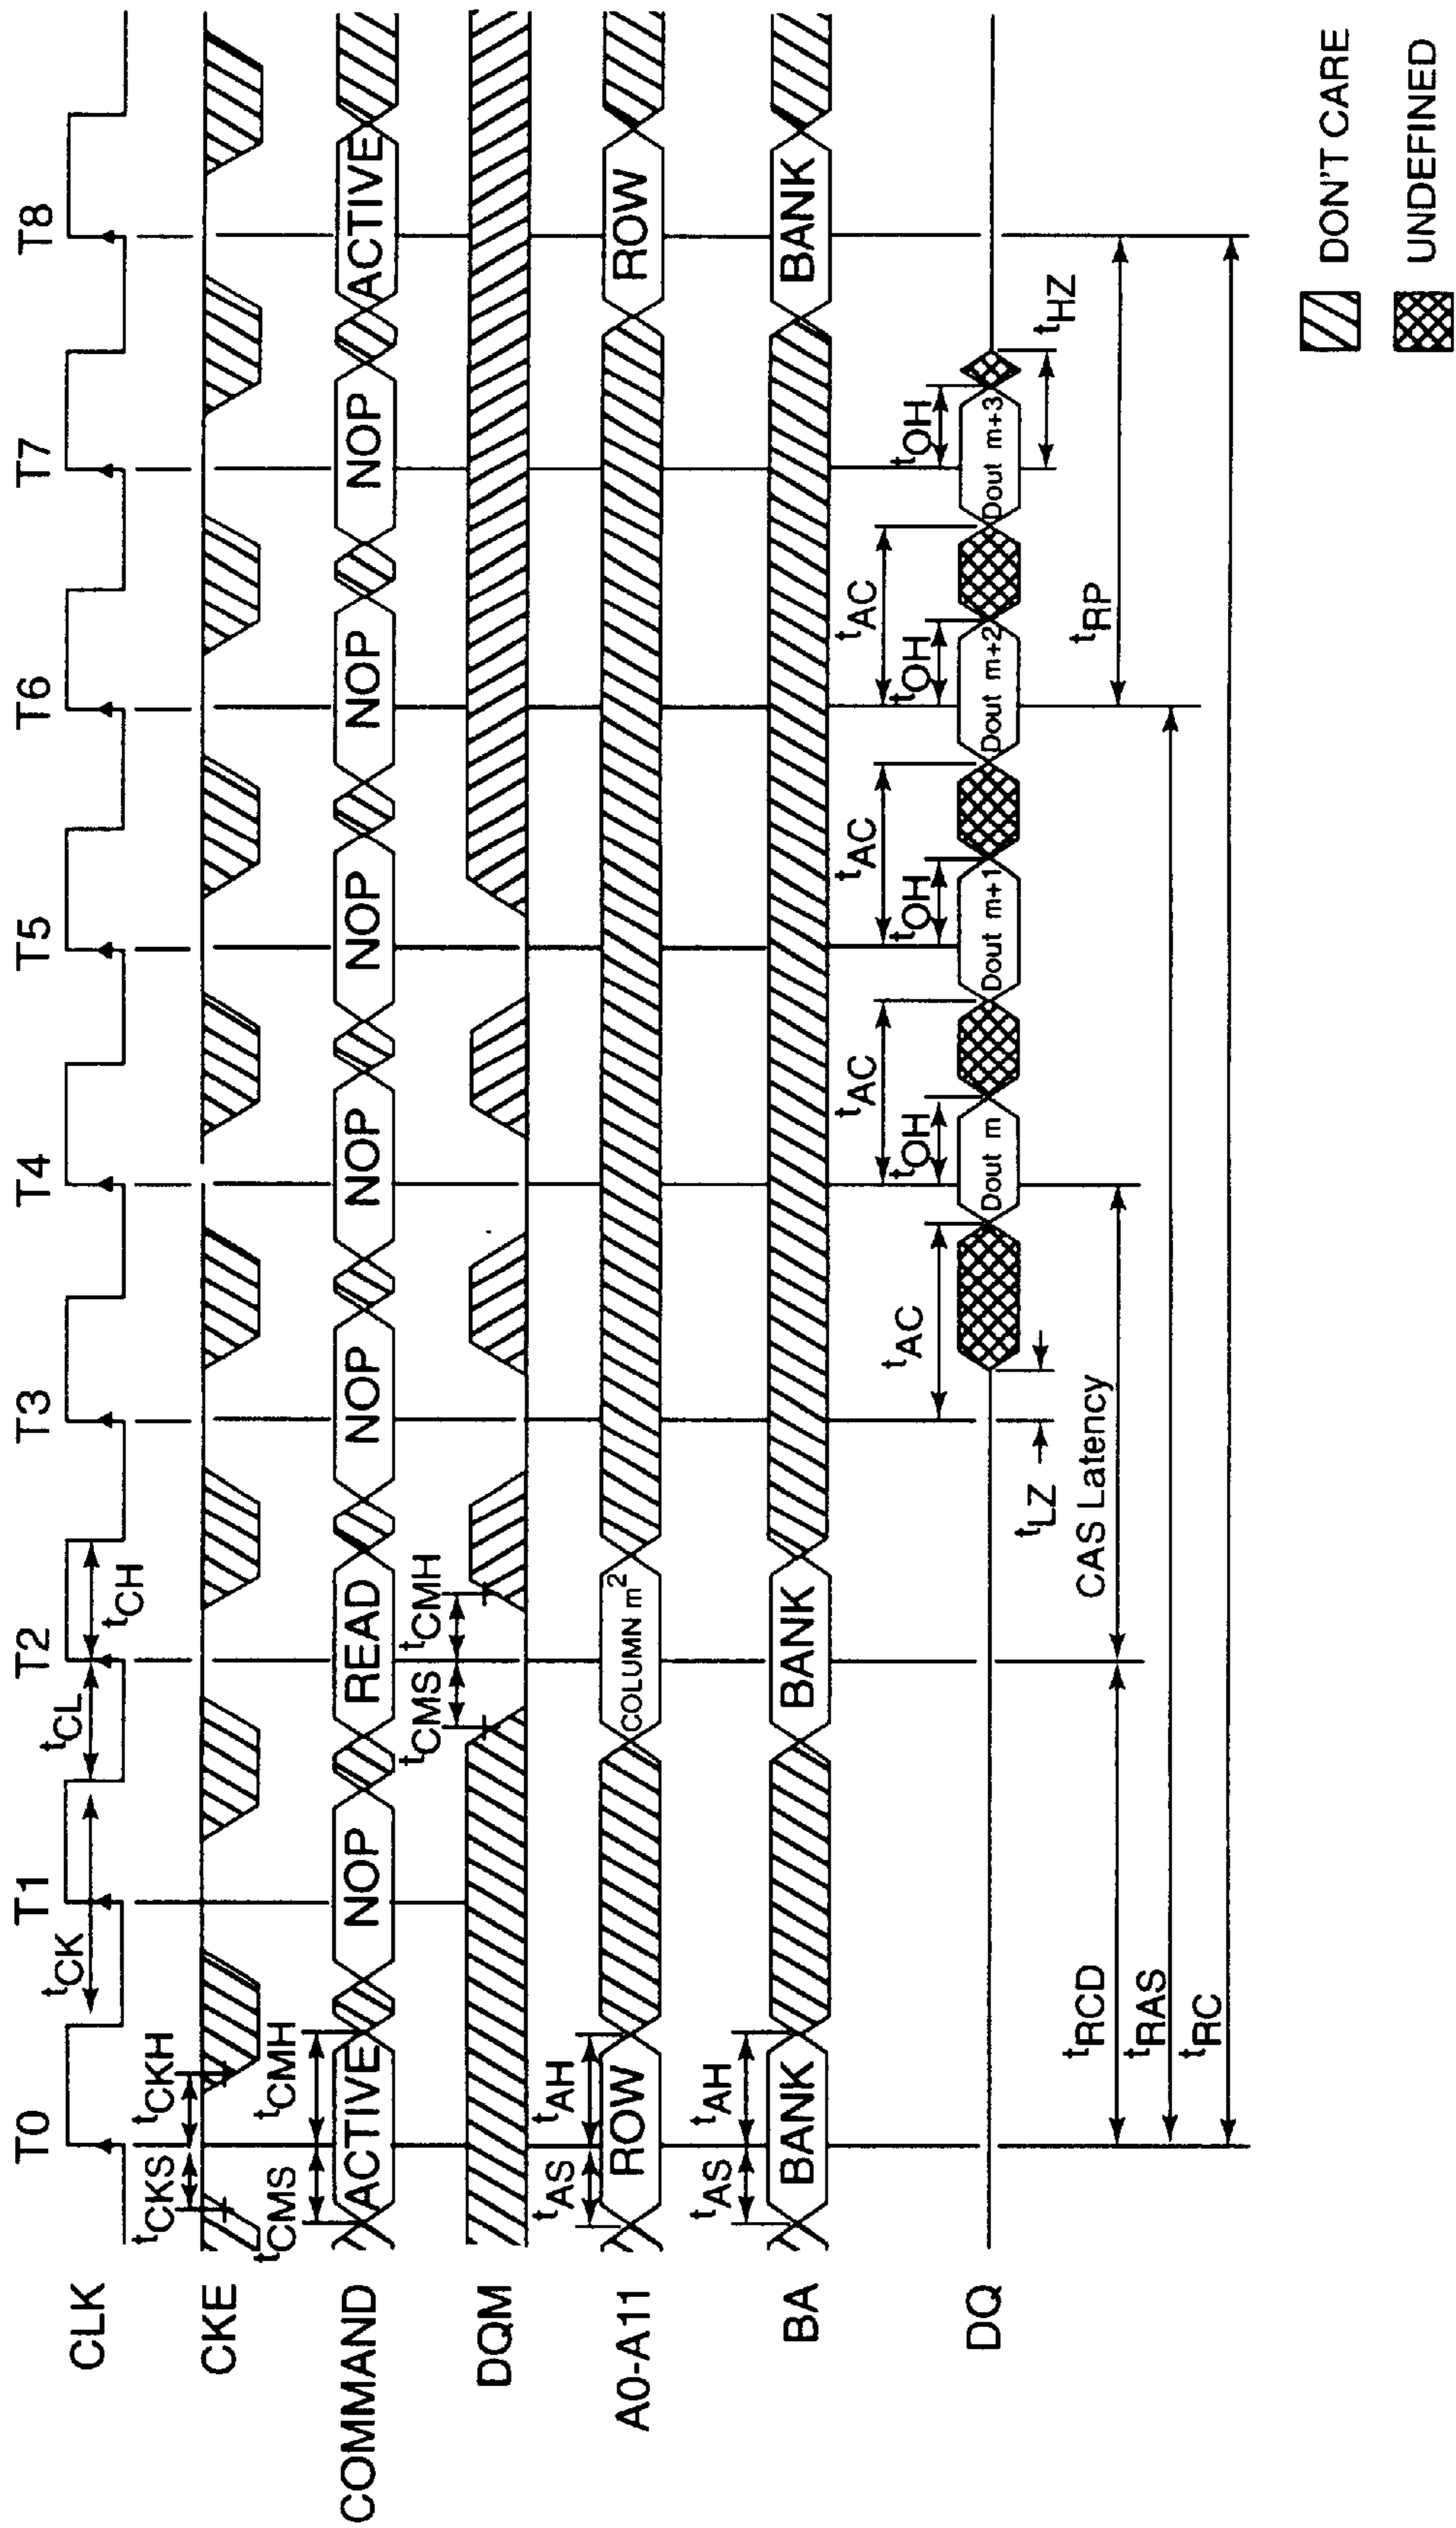 T0 T1 T2 T3 T4 T5 T6 T7 T8
CLK
tCK tCL tCH
tCKS tCKH
CKE
tCMS tCMH
COMMAND ACTIVE NOP READ NOP NOP NOP NOP NOP ACTIVE
tCMS tCMH
DQM
tAS tAH
A0-A11 ROW COLUMN m2 ROW
tAS tAH
BA BANK BANK BANK
tAC tAC tAC
tAC tOH tOH tOH tOH
DQ Dout m Dout m+1 Dout m+2 Dout m+3
tLZ tHZ
tRCD CAS Latency tRP
tRAS
tRC
DON'T CARE
UNDEFINED